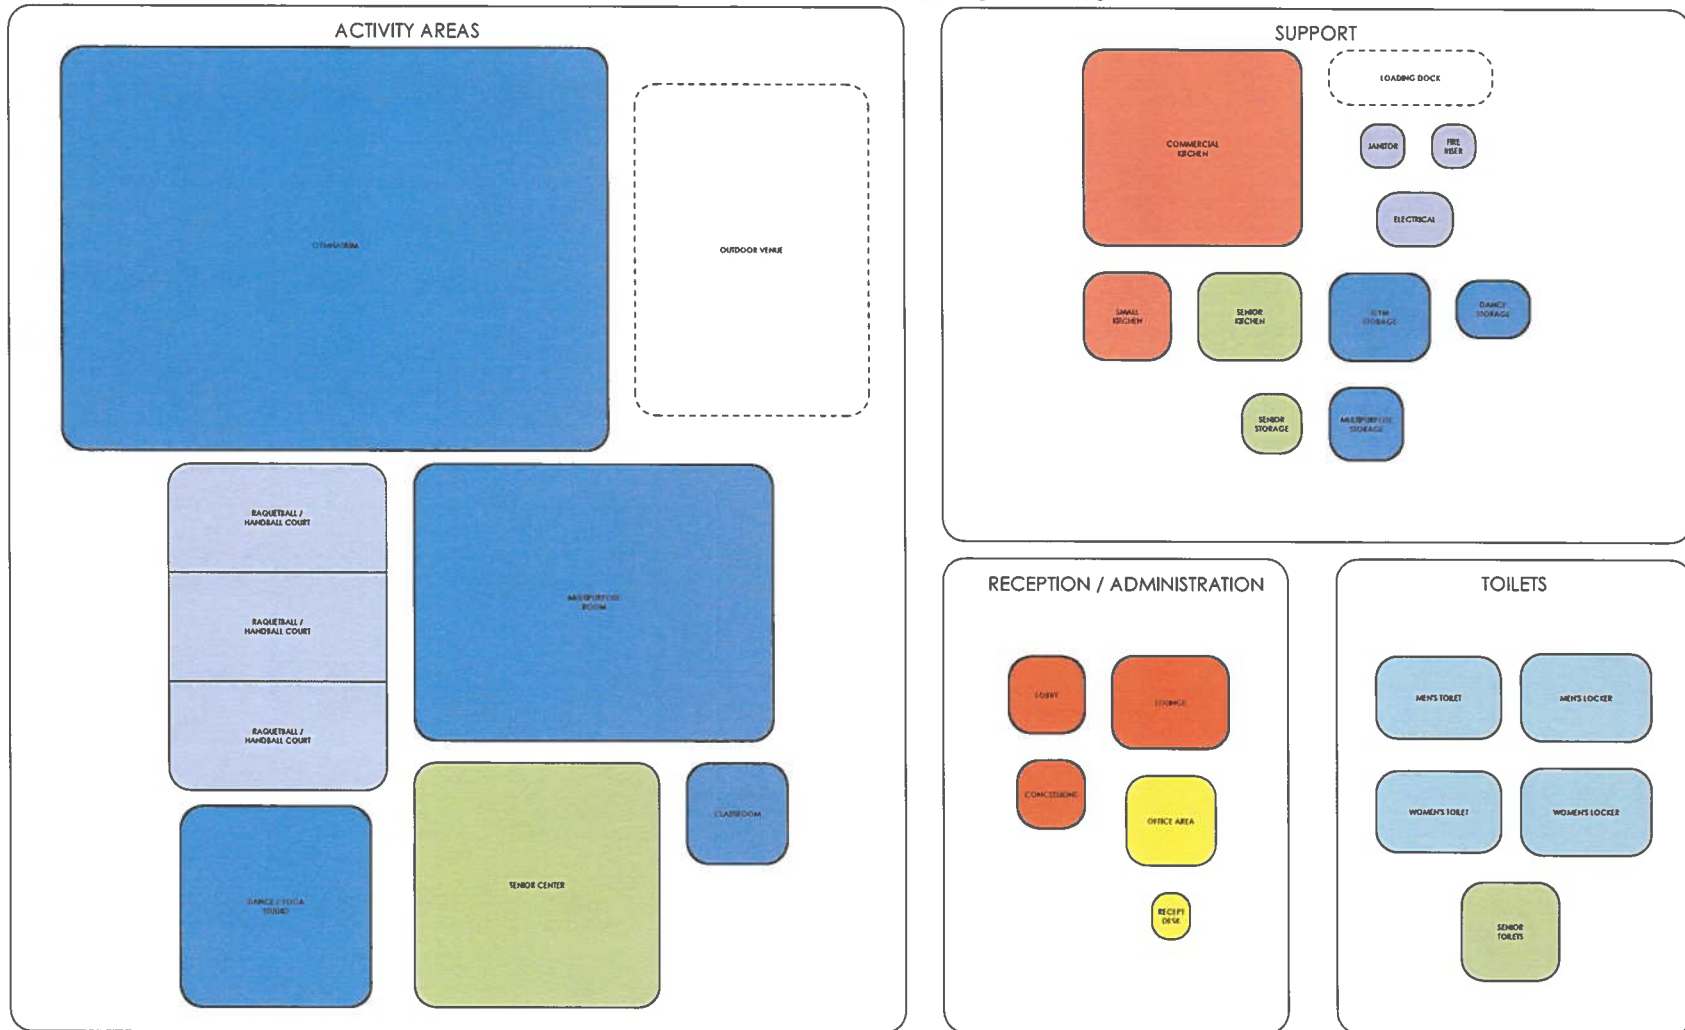 ACTIVITY AREAS
GYMNASIUM
OUTDOOR VENUE
RAQUETBALL /
HANDBALL COURT
MULTIPURPOSE
ROOM
RAQUETBALL /
HANDBALL COURT
RAQUETBALL /
HANDBALL COURT
CLASSROOM
SENIOR CENTER
DANCE / YOGA
STUDIO
SUPPORT
LOADING DOCK
COMMERCIAL
KITCHEN
JANITOR
FIRE
RISER
ELECTRICAL
SMALL
KITCHEN
SENIOR
KITCHEN
GYM
STORAGE
DANCE
STORAGE
SENIOR
STORAGE
MULTIPURPOSE
STORAGE
RECEPTION / ADMINISTRATION
LOBBY
LOUNGE
CONCESSIONS
OFFICE AREA
RECEPT
DESK
TOILETS
MEN'S TOILET
MEN'S LOCKER
WOMEN'S TOILET
WOMEN'S LOCKER
SENIOR
TOILETS